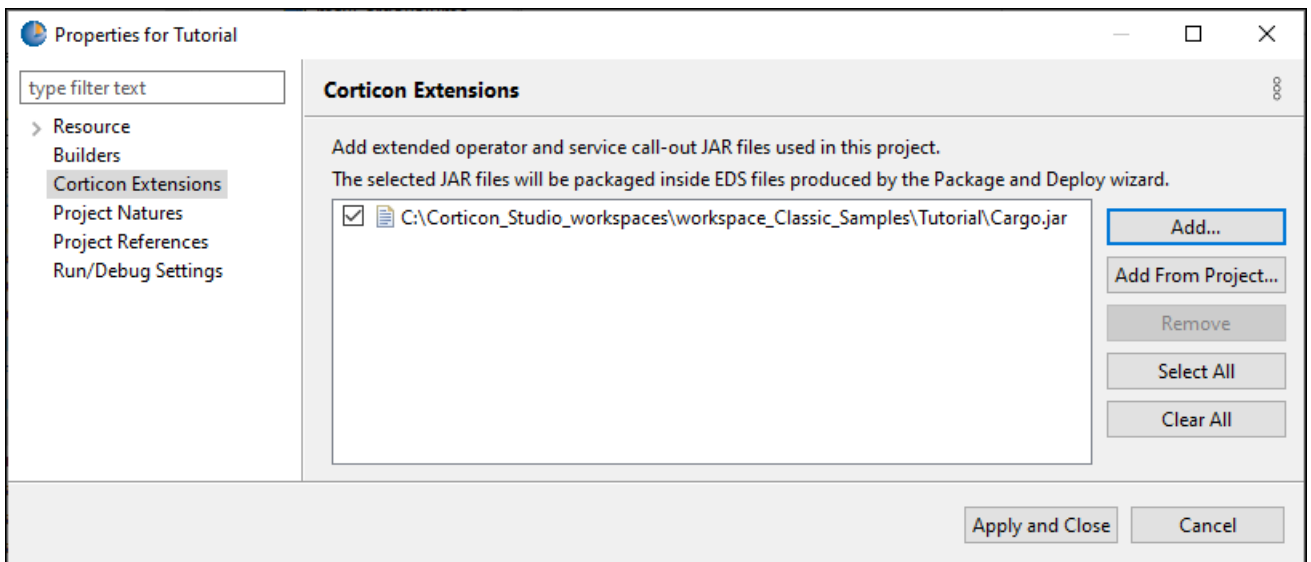 Properties for Tutorial
type filter text
Resource
Builders
Corticon Extensions
Project Natures
Project References
Run/Debug Settings
Corticon Extensions
Add extended operator and service call-out JAR files used in this project.
The selected JAR files will be packaged inside EDS files produced by the Package and Deploy wizard.
C:\Corticon_Studio_workspaces\workspace_Classic_Samples\Tutorial\Cargo.jar
Add...
Add From Project...
Remove
Select All
Clear All
Apply and Close
Cancel